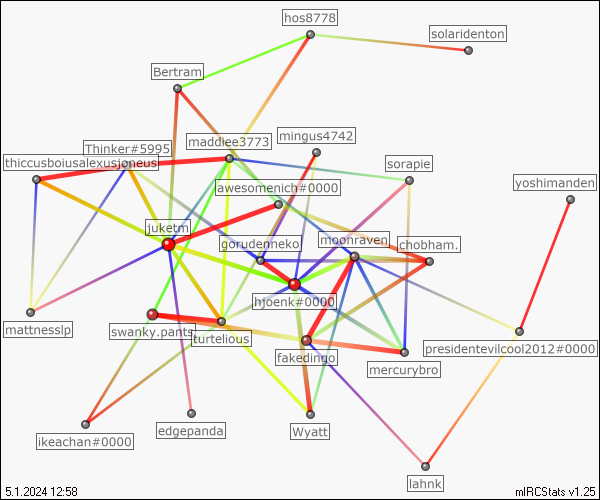 hos8778
solaridenton
Bertram
Thinker#5995
maddiee3773
mingus4742
thiccusboiusalexusjoneusi
sorapie
yoshimanden
awesomenich#0000
juketm
gorudenneko
moonraven
chobham.
hjoenk#0000
mattnesslp
swanky.pants
turtelious
fakedingo
presidentevilcool2012#0000
mercurybro
ikeachan#0000
edgepanda
Wyatt
lahnk
5.1.2024 12:58
mIRCStats v1.25